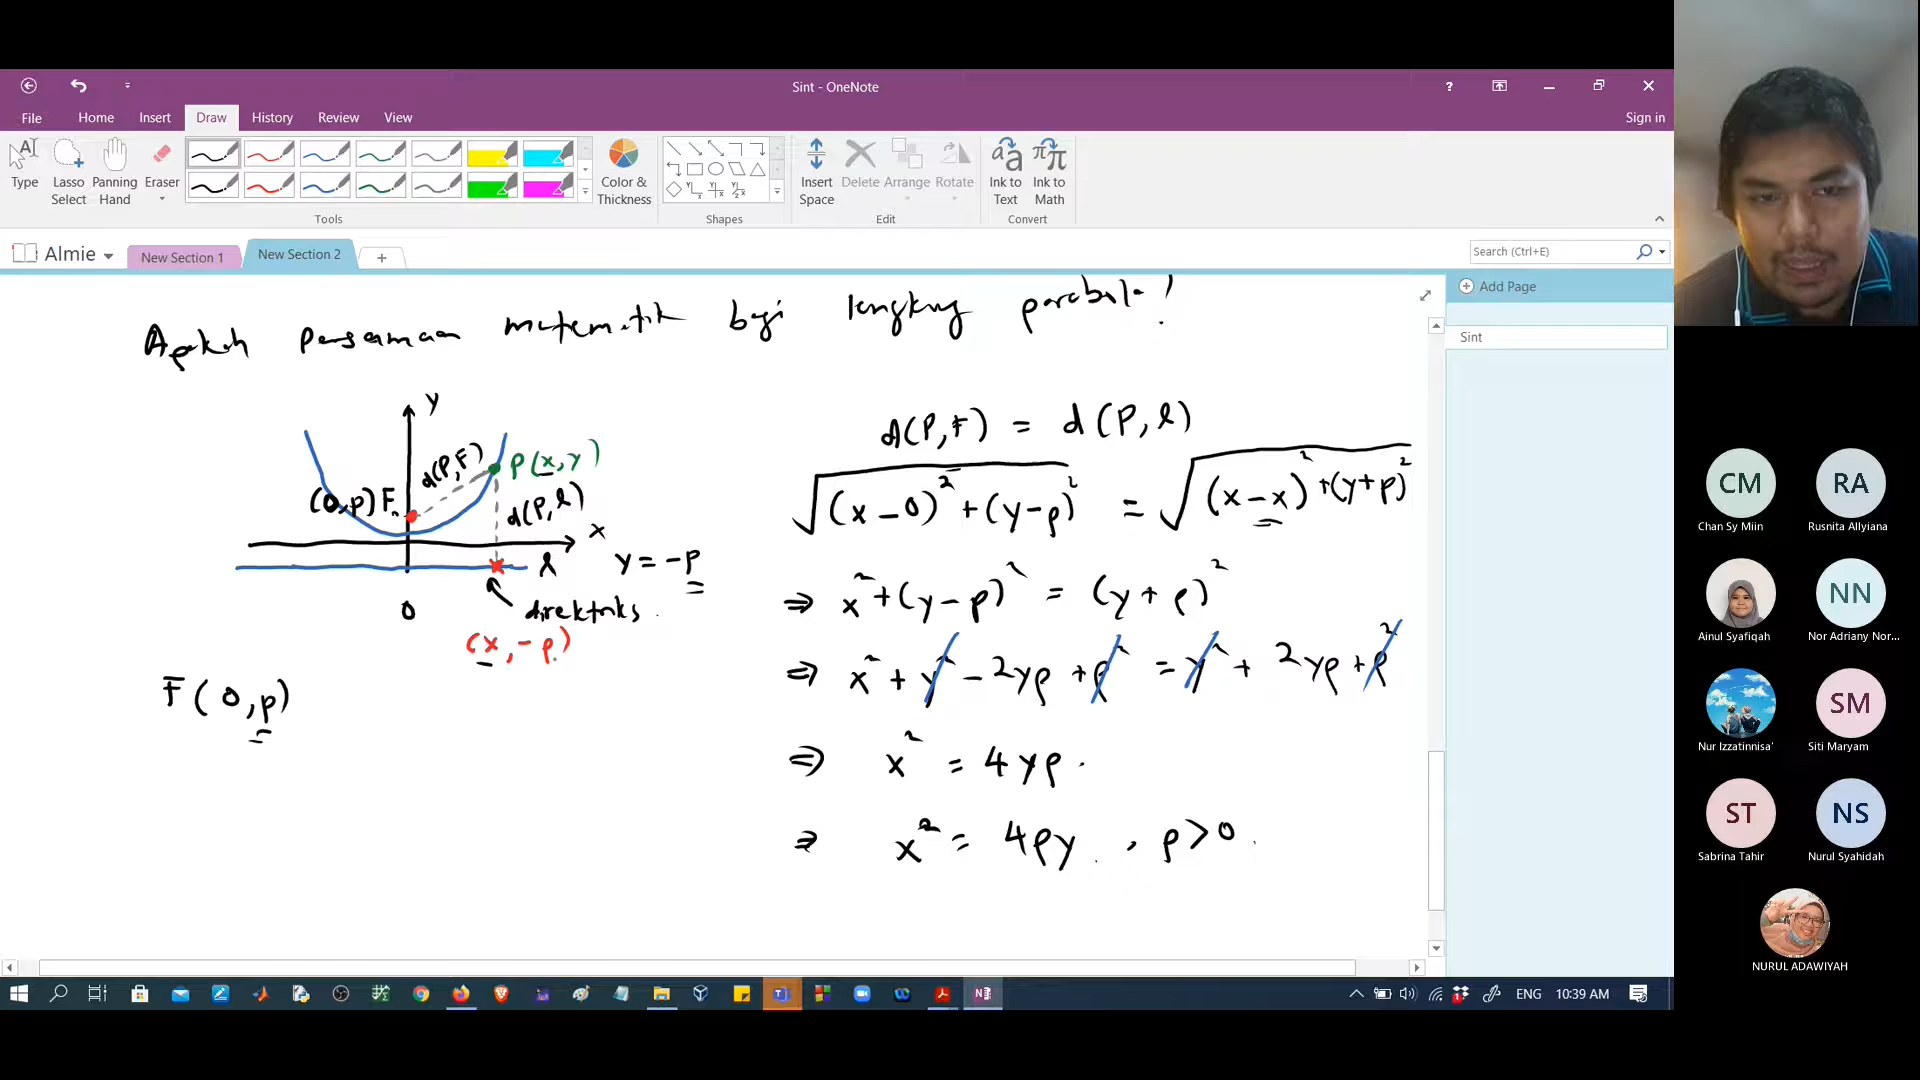 Sint - OneNote
?
File Home Insert Draw History Review View
Sign in
Type
Lasso Select
Panning Hand
Eraser
Color & Thickness
Insert Space
Delete Arrange Rotate
Ink to Text
Ink to Math
Tools Shapes Edit Convert
Almie New Section 1 New Section 2 +
Search (Ctrl+E)
Add Page
Sint
Apakah persamaan matematik bagi lengkung parabola?
y
d(P,F)
P(x,y)
(0,p) F
d(P,l)
x
l
y = -p
0
direktriks.
(x,-p)
F(0,p)
d(P,F) = d(P,l)
√((x-0)²+(y-p)²) = √((x-x)²+(y+p)²)
⇒ x²+(y-p)² = (y+p)²
⇒ x² + y² - 2yp + p² = y² + 2yp + p²
⇒ x² = 4yp.
⇒ x² = 4py, p>0.
CM RA
Chan Sy Miin Rusnita Allyiana
NN
Ainul Syafiqah Nor Adriany Nor...
SM
Nur Izzatinnisa' Siti Maryam
ST NS
Sabrina Tahir Nurul Syahidah
NURUL ADAWIYAH
ENG 10:39 AM